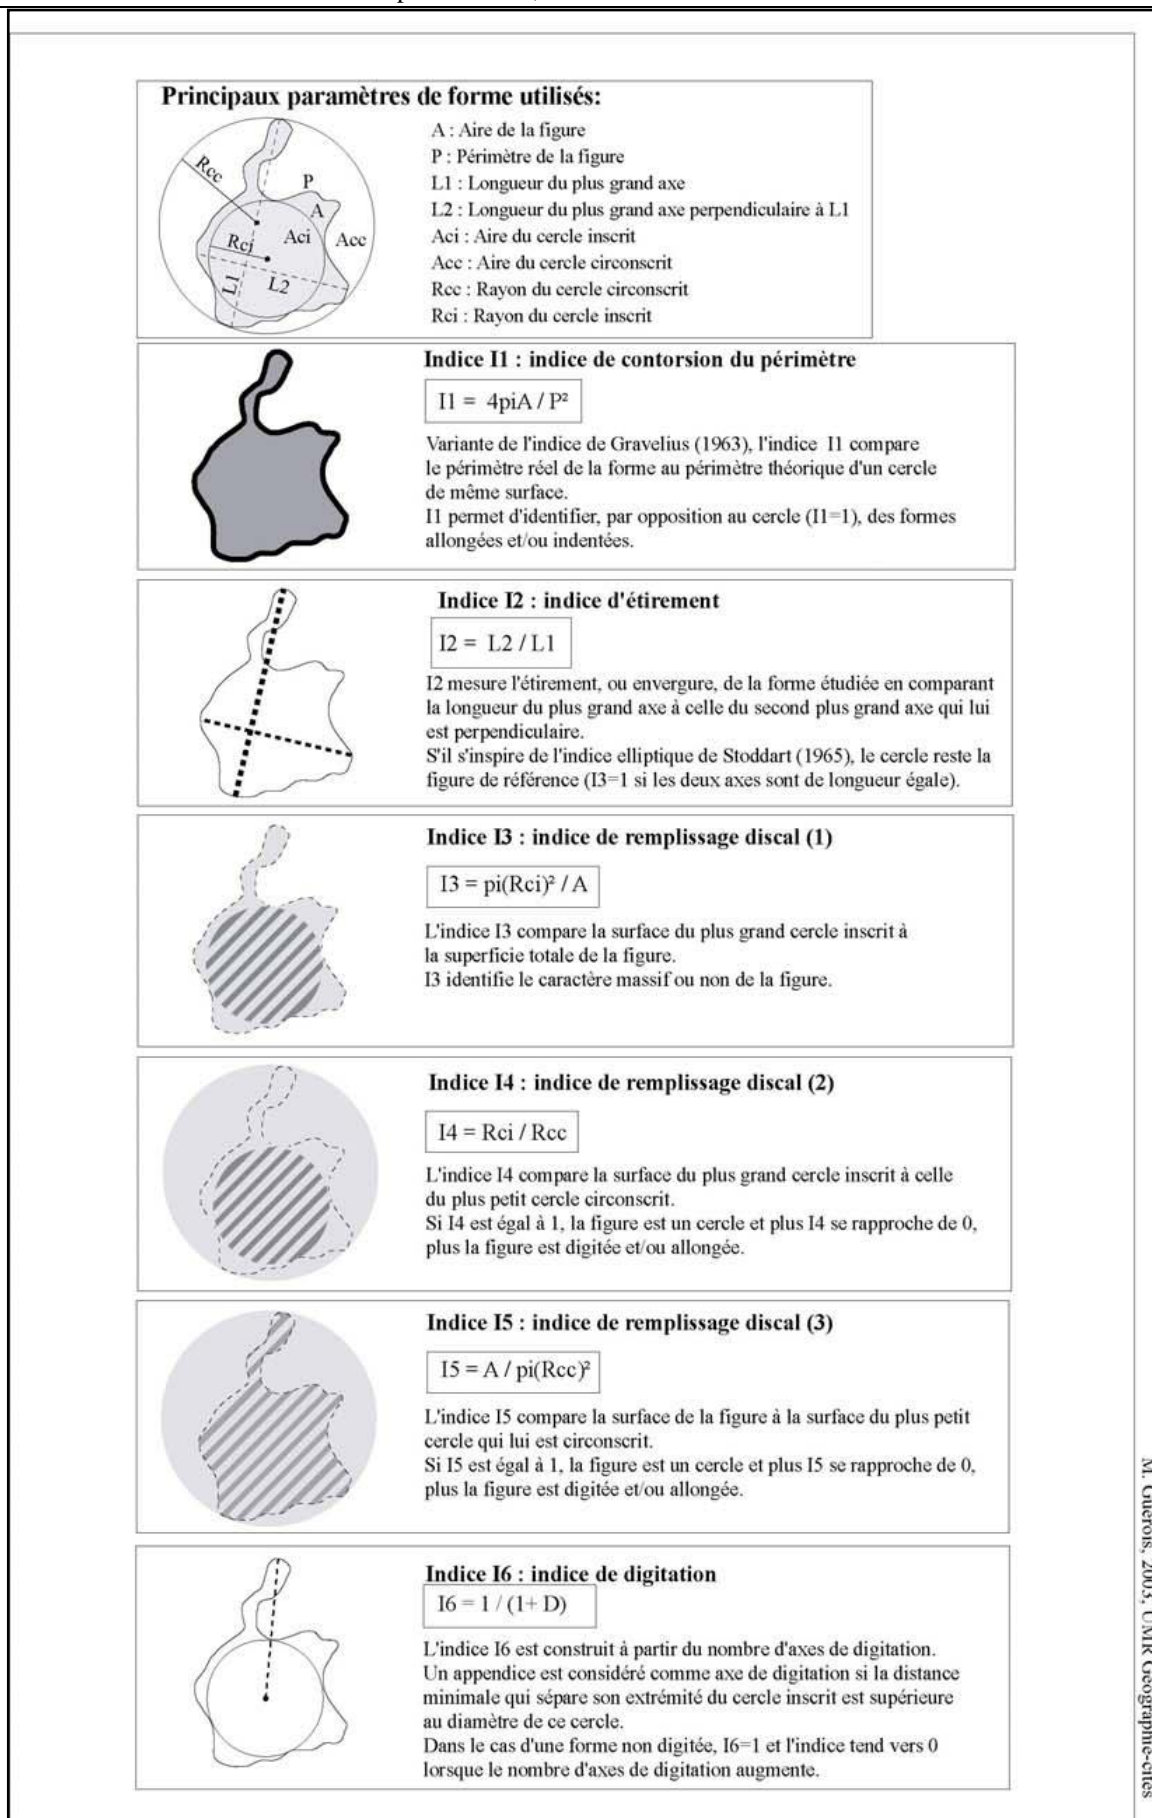 Principaux paramètres de forme utilisés:
Rcc
P
A
Rci
Aci
Acc
L1
L2
A : Aire de la figure
P : Périmètre de la figure
L1 : Longueur du plus grand axe
L2 : Longueur du plus grand axe perpendiculaire à L1
Aci : Aire du cercle inscrit
Acc : Aire du cercle circonscrit
Rcc : Rayon du cercle circonscrit
Rci : Rayon du cercle inscrit
Indice I1 : indice de contorsion du périmètre
I1 = 4piA / P²
Variante de l'indice de Gravelius (1963), l'indice I1 compare
le périmètre réel de la forme au périmètre théorique d'un cercle
de même surface.
I1 permet d'identifier, par opposition au cercle (I1=1), des formes
allongées et/ou indentées.
Indice I2 : indice d'étirement
I2 = L2 / L1
I2 mesure l'étirement, ou envergure, de la forme étudiée en comparant
la longueur du plus grand axe à celle du second plus grand axe qui lui
est perpendiculaire.
S'il s'inspire de l'indice elliptique de Stoddart (1965), le cercle reste la
figure de référence (I3=1 si les deux axes sont de longueur égale).
Indice I3 : indice de remplissage discal (1)
I3 = pi(Rci)² / A
L'indice I3 compare la surface du plus grand cercle inscrit à
la superficie totale de la figure.
I3 identifie le caractère massif ou non de la figure.
Indice I4 : indice de remplissage discal (2)
I4 = Rci / Rcc
L'indice I4 compare la surface du plus grand cercle inscrit à celle
du plus petit cercle circonscrit.
Si I4 est égal à 1, la figure est un cercle et plus I4 se rapproche de 0,
plus la figure est digitée et/ou allongée.
Indice I5 : indice de remplissage discal (3)
I5 = A / pi(Rcc)²
L'indice I5 compare la surface de la figure à la surface du plus petit
cercle qui lui est circonscrit.
Si I5 est égal à 1, la figure est un cercle et plus I5 se rapproche de 0,
plus la figure est digitée et/ou allongée.
Indice I6 : indice de digitation
I6 = 1 / (1+ D)
L'indice I6 est construit à partir du nombre d'axes de digitation.
Un appendice est considéré comme axe de digitation si la distance
minimale qui sépare son extrémité du cercle inscrit est supérieure
au diamètre de ce cercle.
Dans le cas d'une forme non digitée, I6=1 et l'indice tend vers 0
lorsque le nombre d'axes de digitation augmente.
M. Guérois, 2003, UMR Géographie-cités